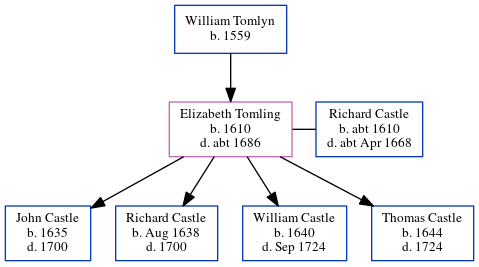 William Tomlyn
b. 1559
Elizabeth Tomling
b. 1610
d. abt 1686
Richard Castle
b. abt 1610
d. abt Apr 1668
John Castle
b. 1635
d. 1700
Richard Castle
b. Aug 1638
d. 1700
William Castle
b. 1640
d. Sep 1724
Thomas Castle
b. 1644
d. 1724